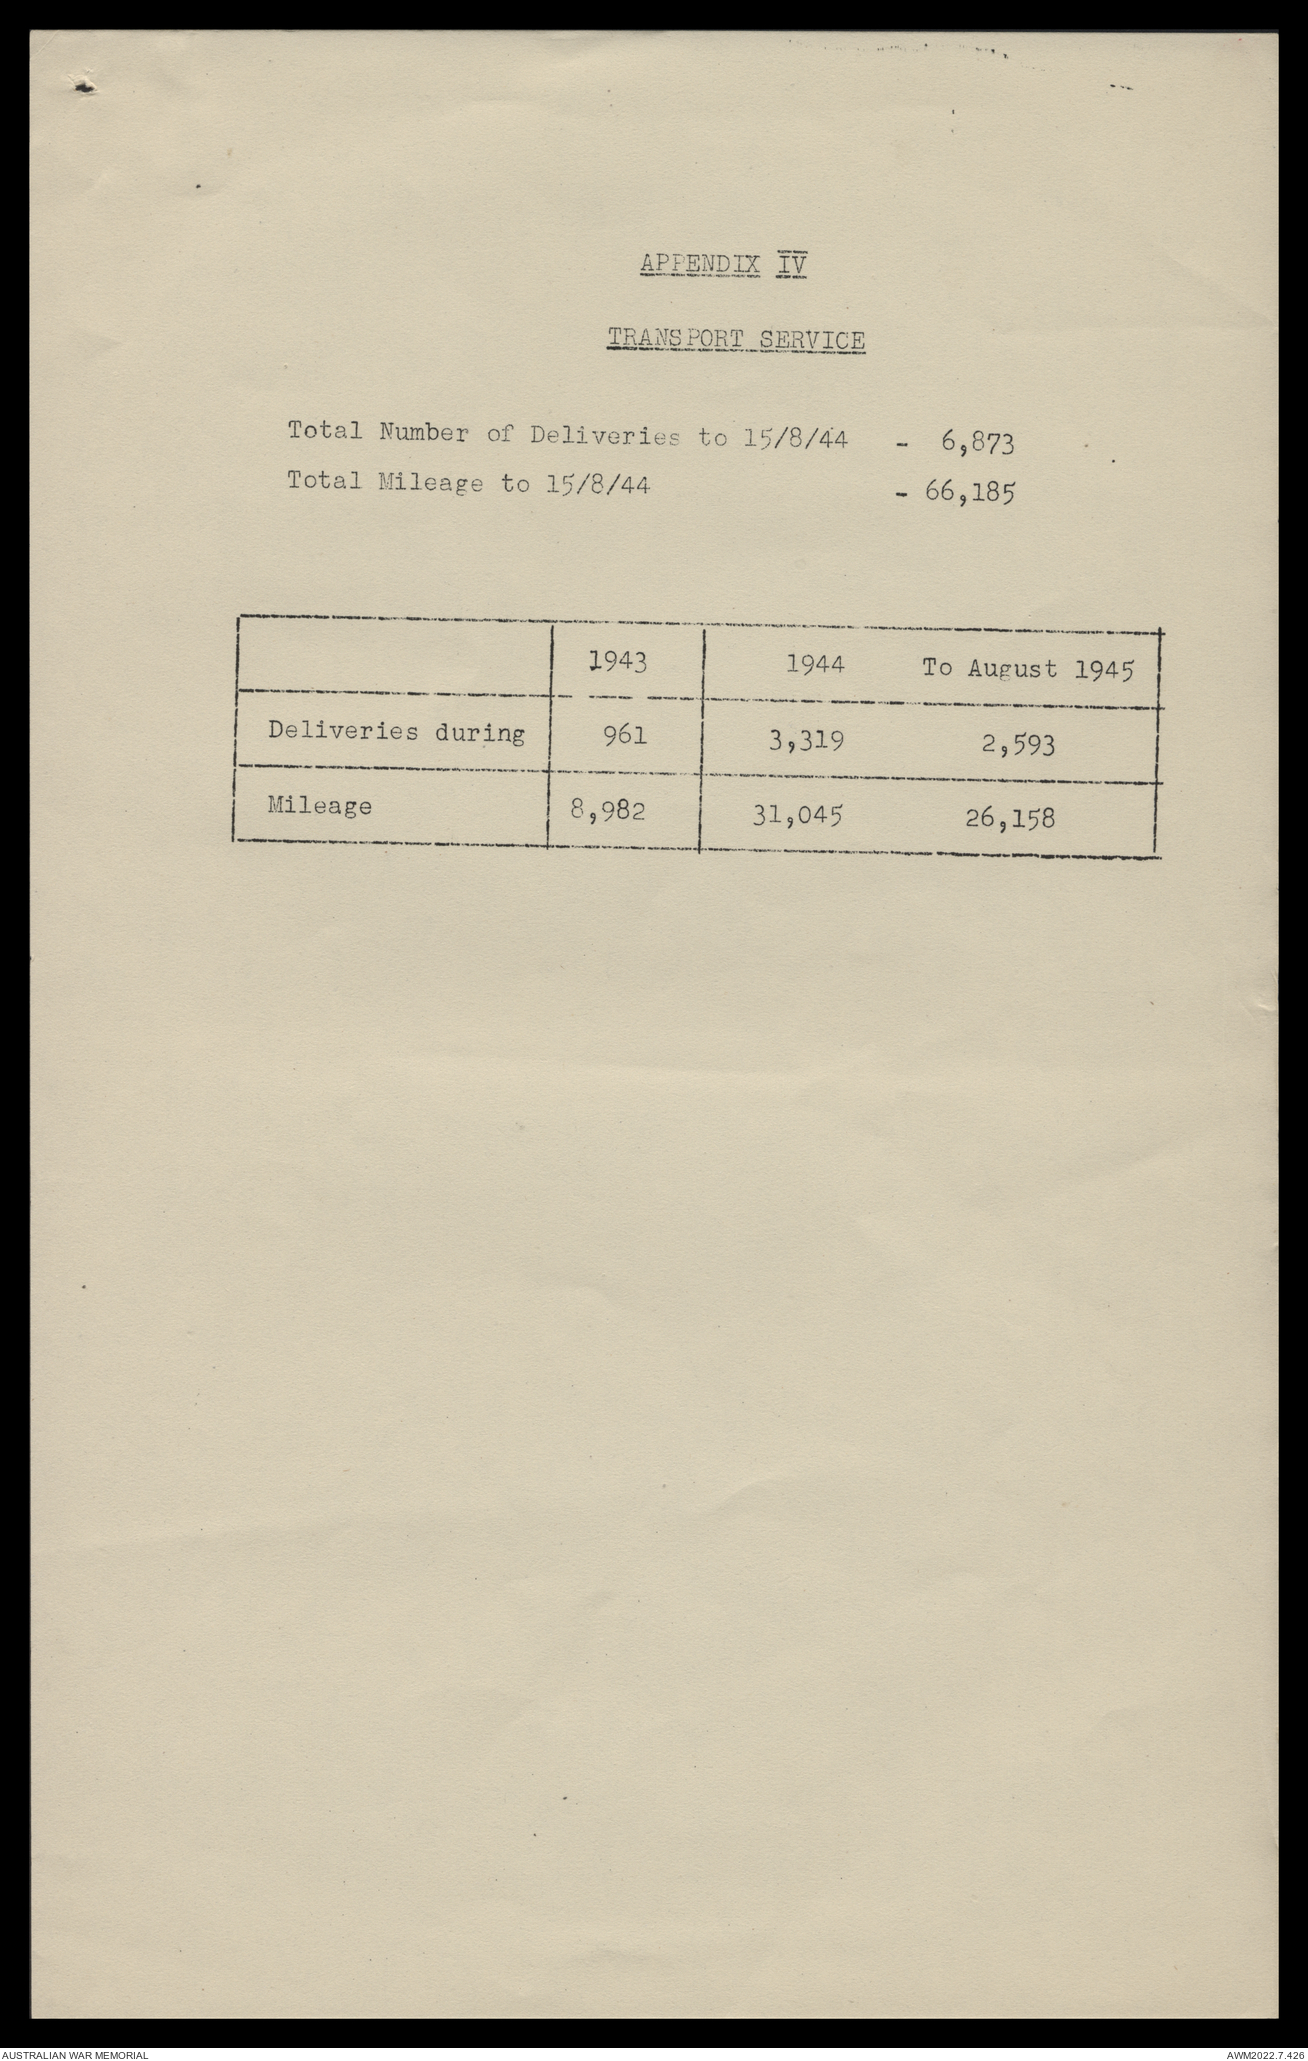 APPENDIX IV
TRANSPORT SERVICE
Total Number of Deliveries to 15/8/44 - 6,873
Total Mileage to 15/8/44 - 66,185
1943 1944 To August 1945
Deliveries during 961 3,319 2,593
Mileage 8,982 31,045 26,158
AUSTRALIAN WAR MEMORIAL AWM2022.7.426